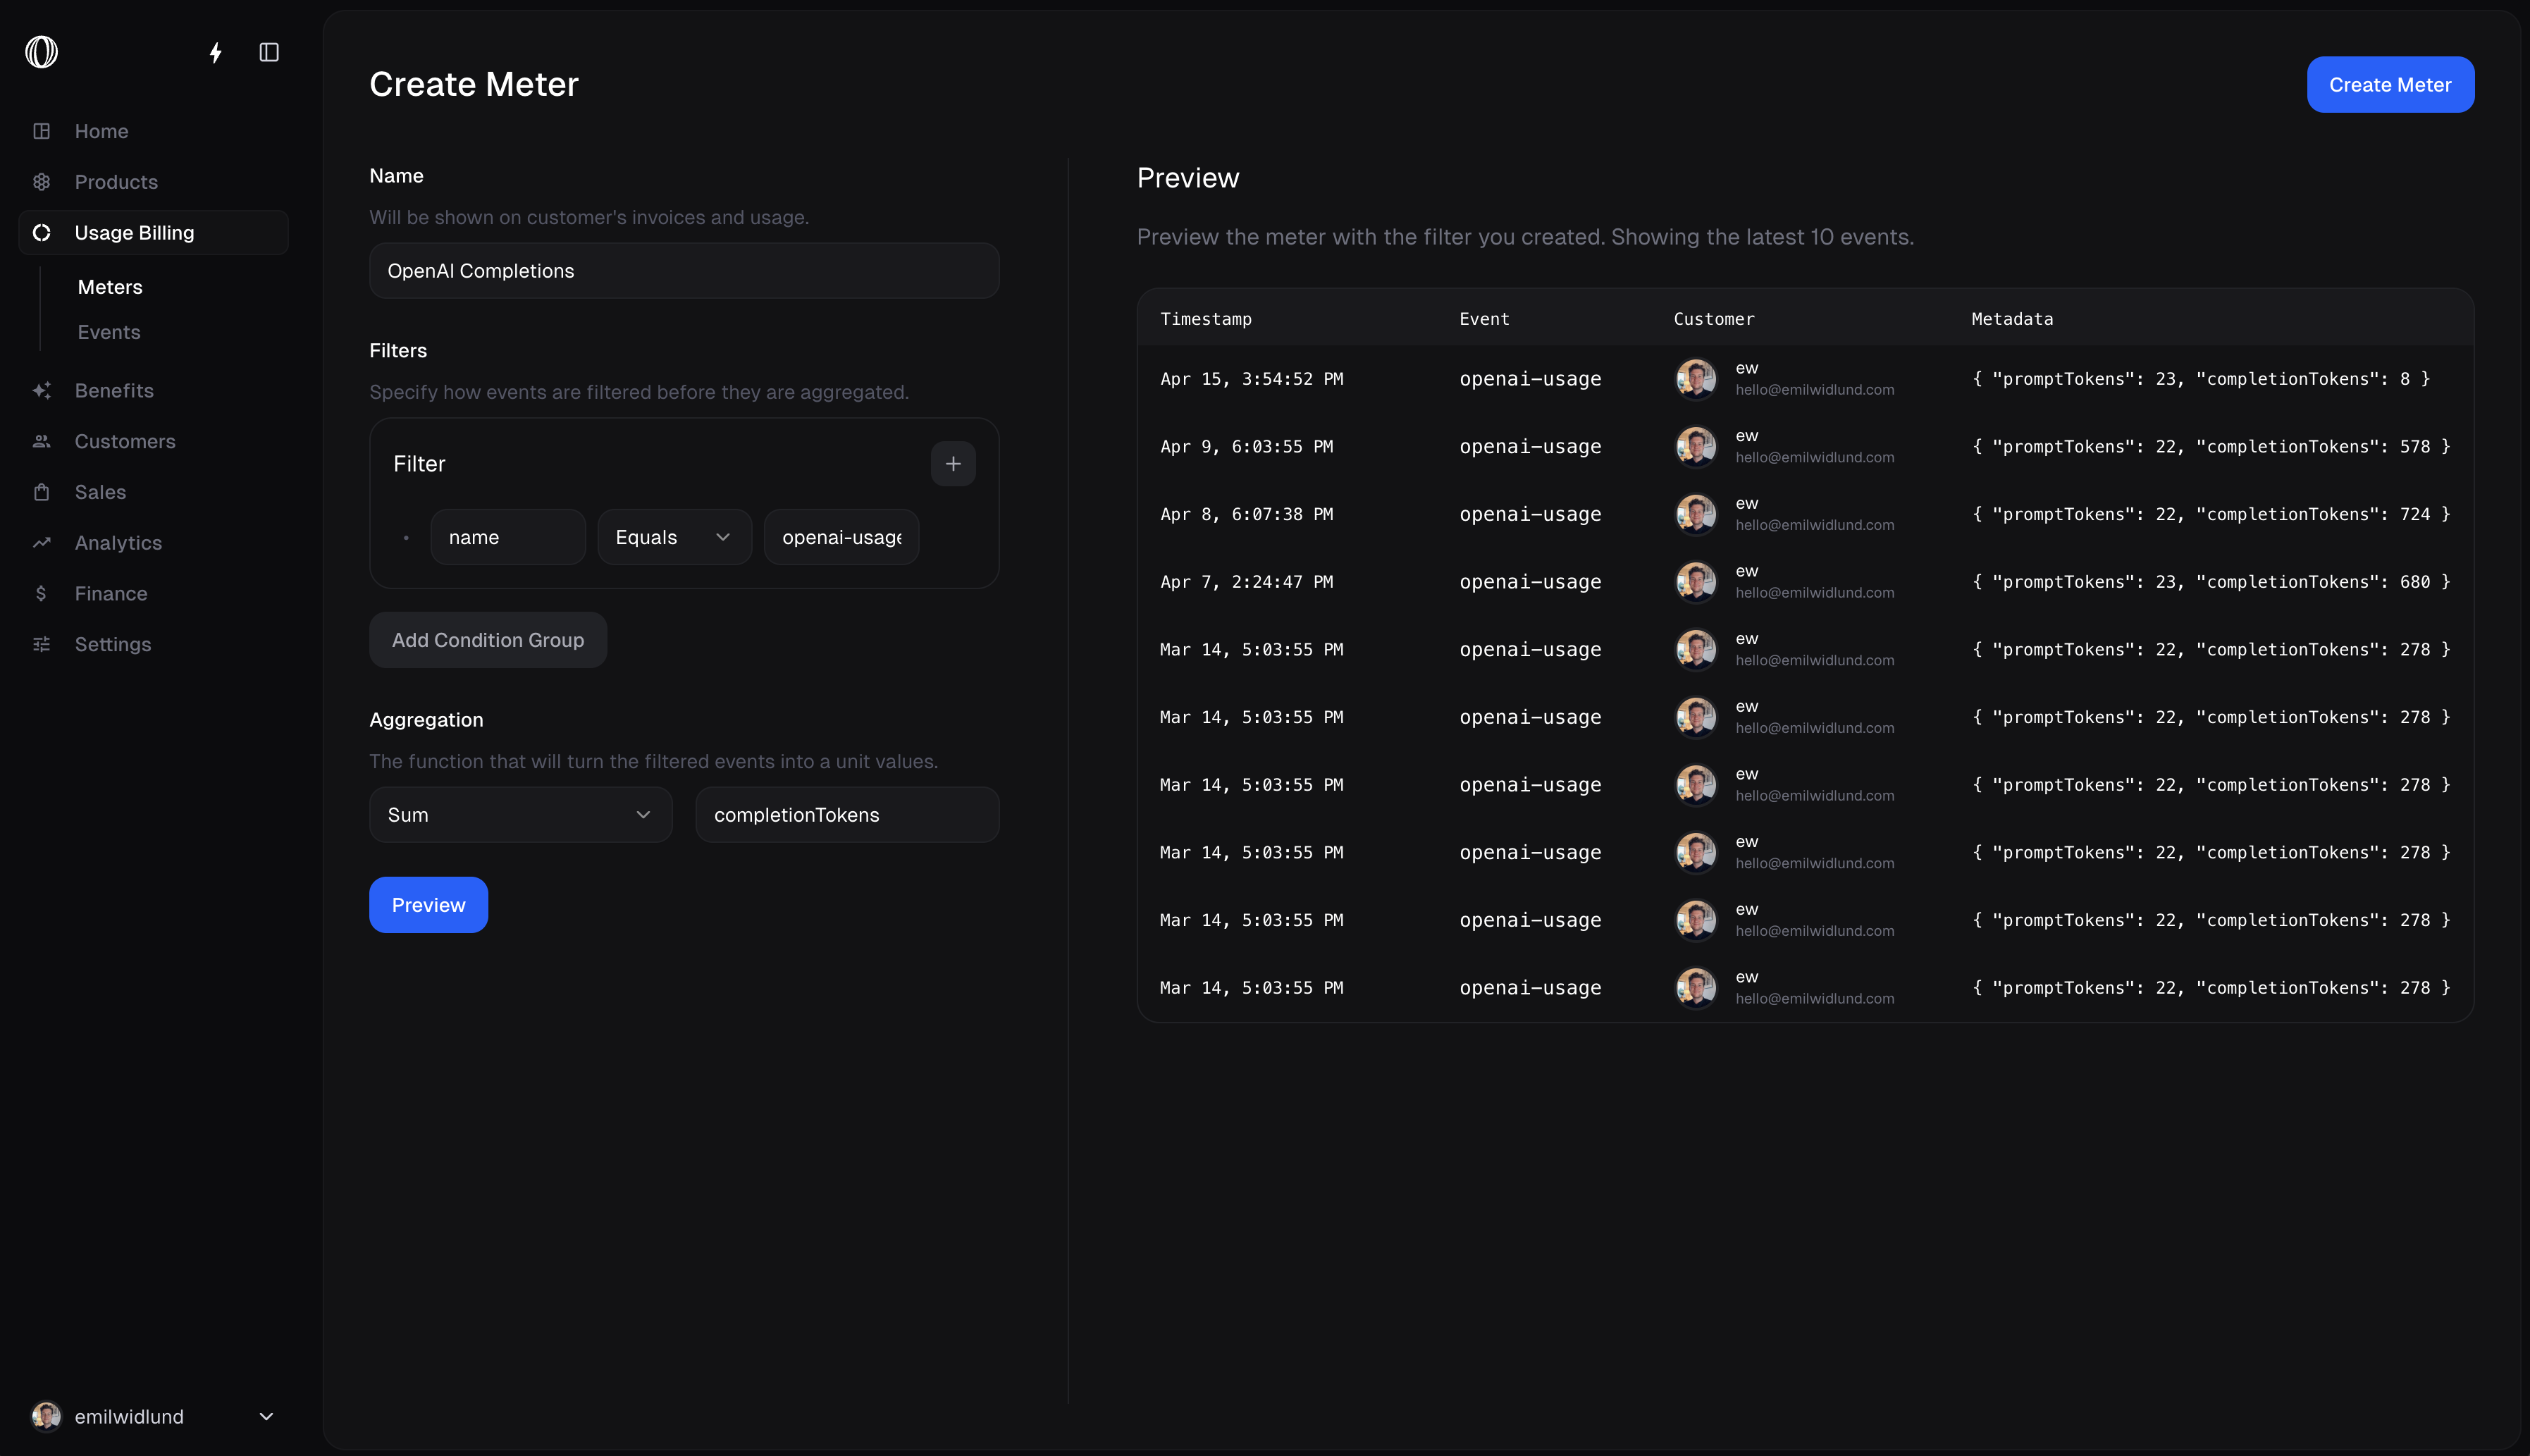 Home
Products
Usage Billing
Meters
Events
Benefits
Customers
Sales
Analytics
Finance
Settings
emilwidlund
Create Meter
Create Meter
Name
Will be shown on customer's invoices and usage.
OpenAI Completions
Filters
Specify how events are filtered before they are aggregated.
Filter
name Equals openai-usage
Add Condition Group
Aggregation
The function that will turn the filtered events into a unit values.
Sum completionTokens
Preview
Preview
Preview the meter with the filter you created. Showing the latest 10 events.
Timestamp Event Customer Metadata
Apr 15, 3:54:52 PM openai-usage ew { "promptTokens": 23, "completionTokens": 8 }
hello@emilwidlund.com
Apr 9, 6:03:55 PM openai-usage ew { "promptTokens": 22, "completionTokens": 578 }
hello@emilwidlund.com
Apr 8, 6:07:38 PM openai-usage ew { "promptTokens": 22, "completionTokens": 724 }
hello@emilwidlund.com
Apr 7, 2:24:47 PM openai-usage ew { "promptTokens": 23, "completionTokens": 680 }
hello@emilwidlund.com
Mar 14, 5:03:55 PM openai-usage ew { "promptTokens": 22, "completionTokens": 278 }
hello@emilwidlund.com
Mar 14, 5:03:55 PM openai-usage ew { "promptTokens": 22, "completionTokens": 278 }
hello@emilwidlund.com
Mar 14, 5:03:55 PM openai-usage ew { "promptTokens": 22, "completionTokens": 278 }
hello@emilwidlund.com
Mar 14, 5:03:55 PM openai-usage ew { "promptTokens": 22, "completionTokens": 278 }
hello@emilwidlund.com
Mar 14, 5:03:55 PM openai-usage ew { "promptTokens": 22, "completionTokens": 278 }
hello@emilwidlund.com
Mar 14, 5:03:55 PM openai-usage ew { "promptTokens": 22, "completionTokens": 278 }
hello@emilwidlund.com